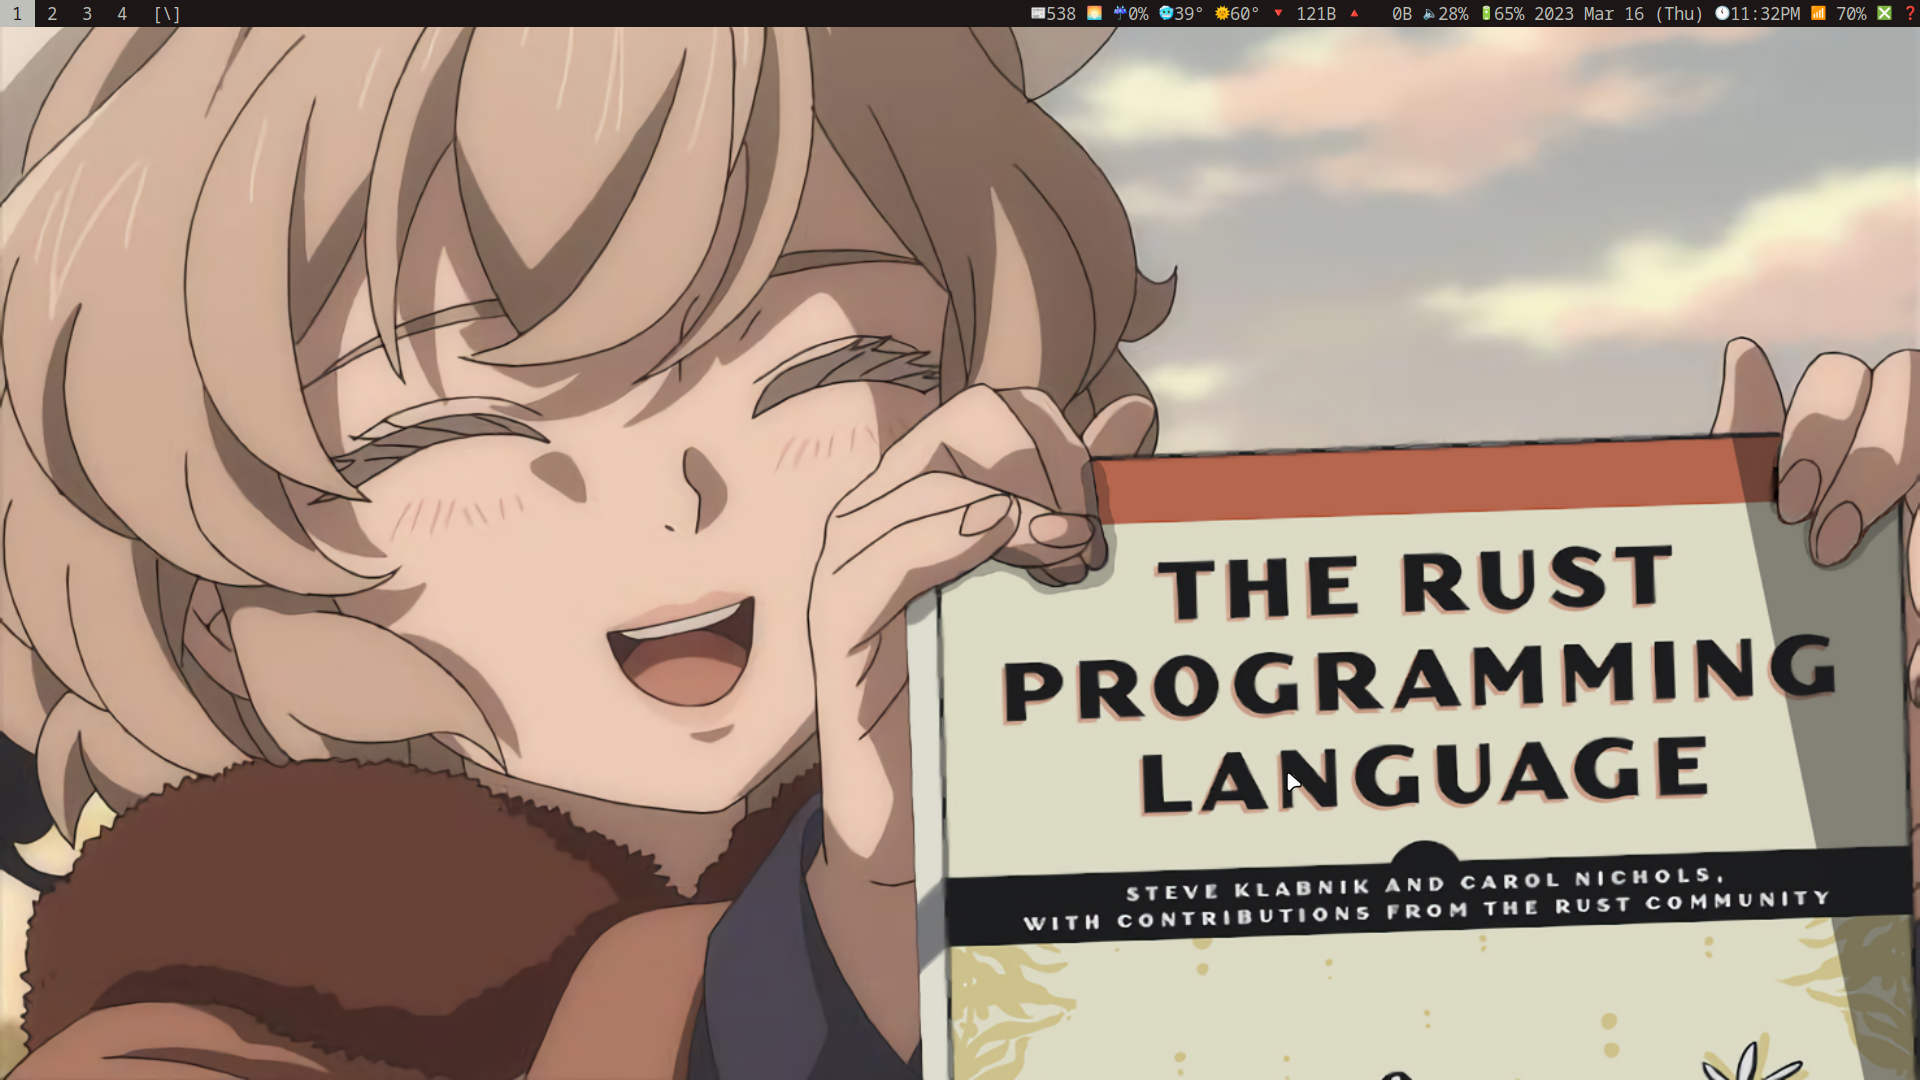 1 2 3 4 [\] 📰538 🌅 ☔0% 🥶39° 🌞60° 🔻 121B 🔺 0B 🔈28% 🔋65% 2023 Mar 16 (Thu) 🕚11:32PM 📶 70% ❎ ❓
THE RUST
PROGRAMMING
LANGUAGE
STEVE KLABNIK AND CAROL NICHOLS,
WITH CONTRIBUTIONS FROM THE RUST COMMUNITY